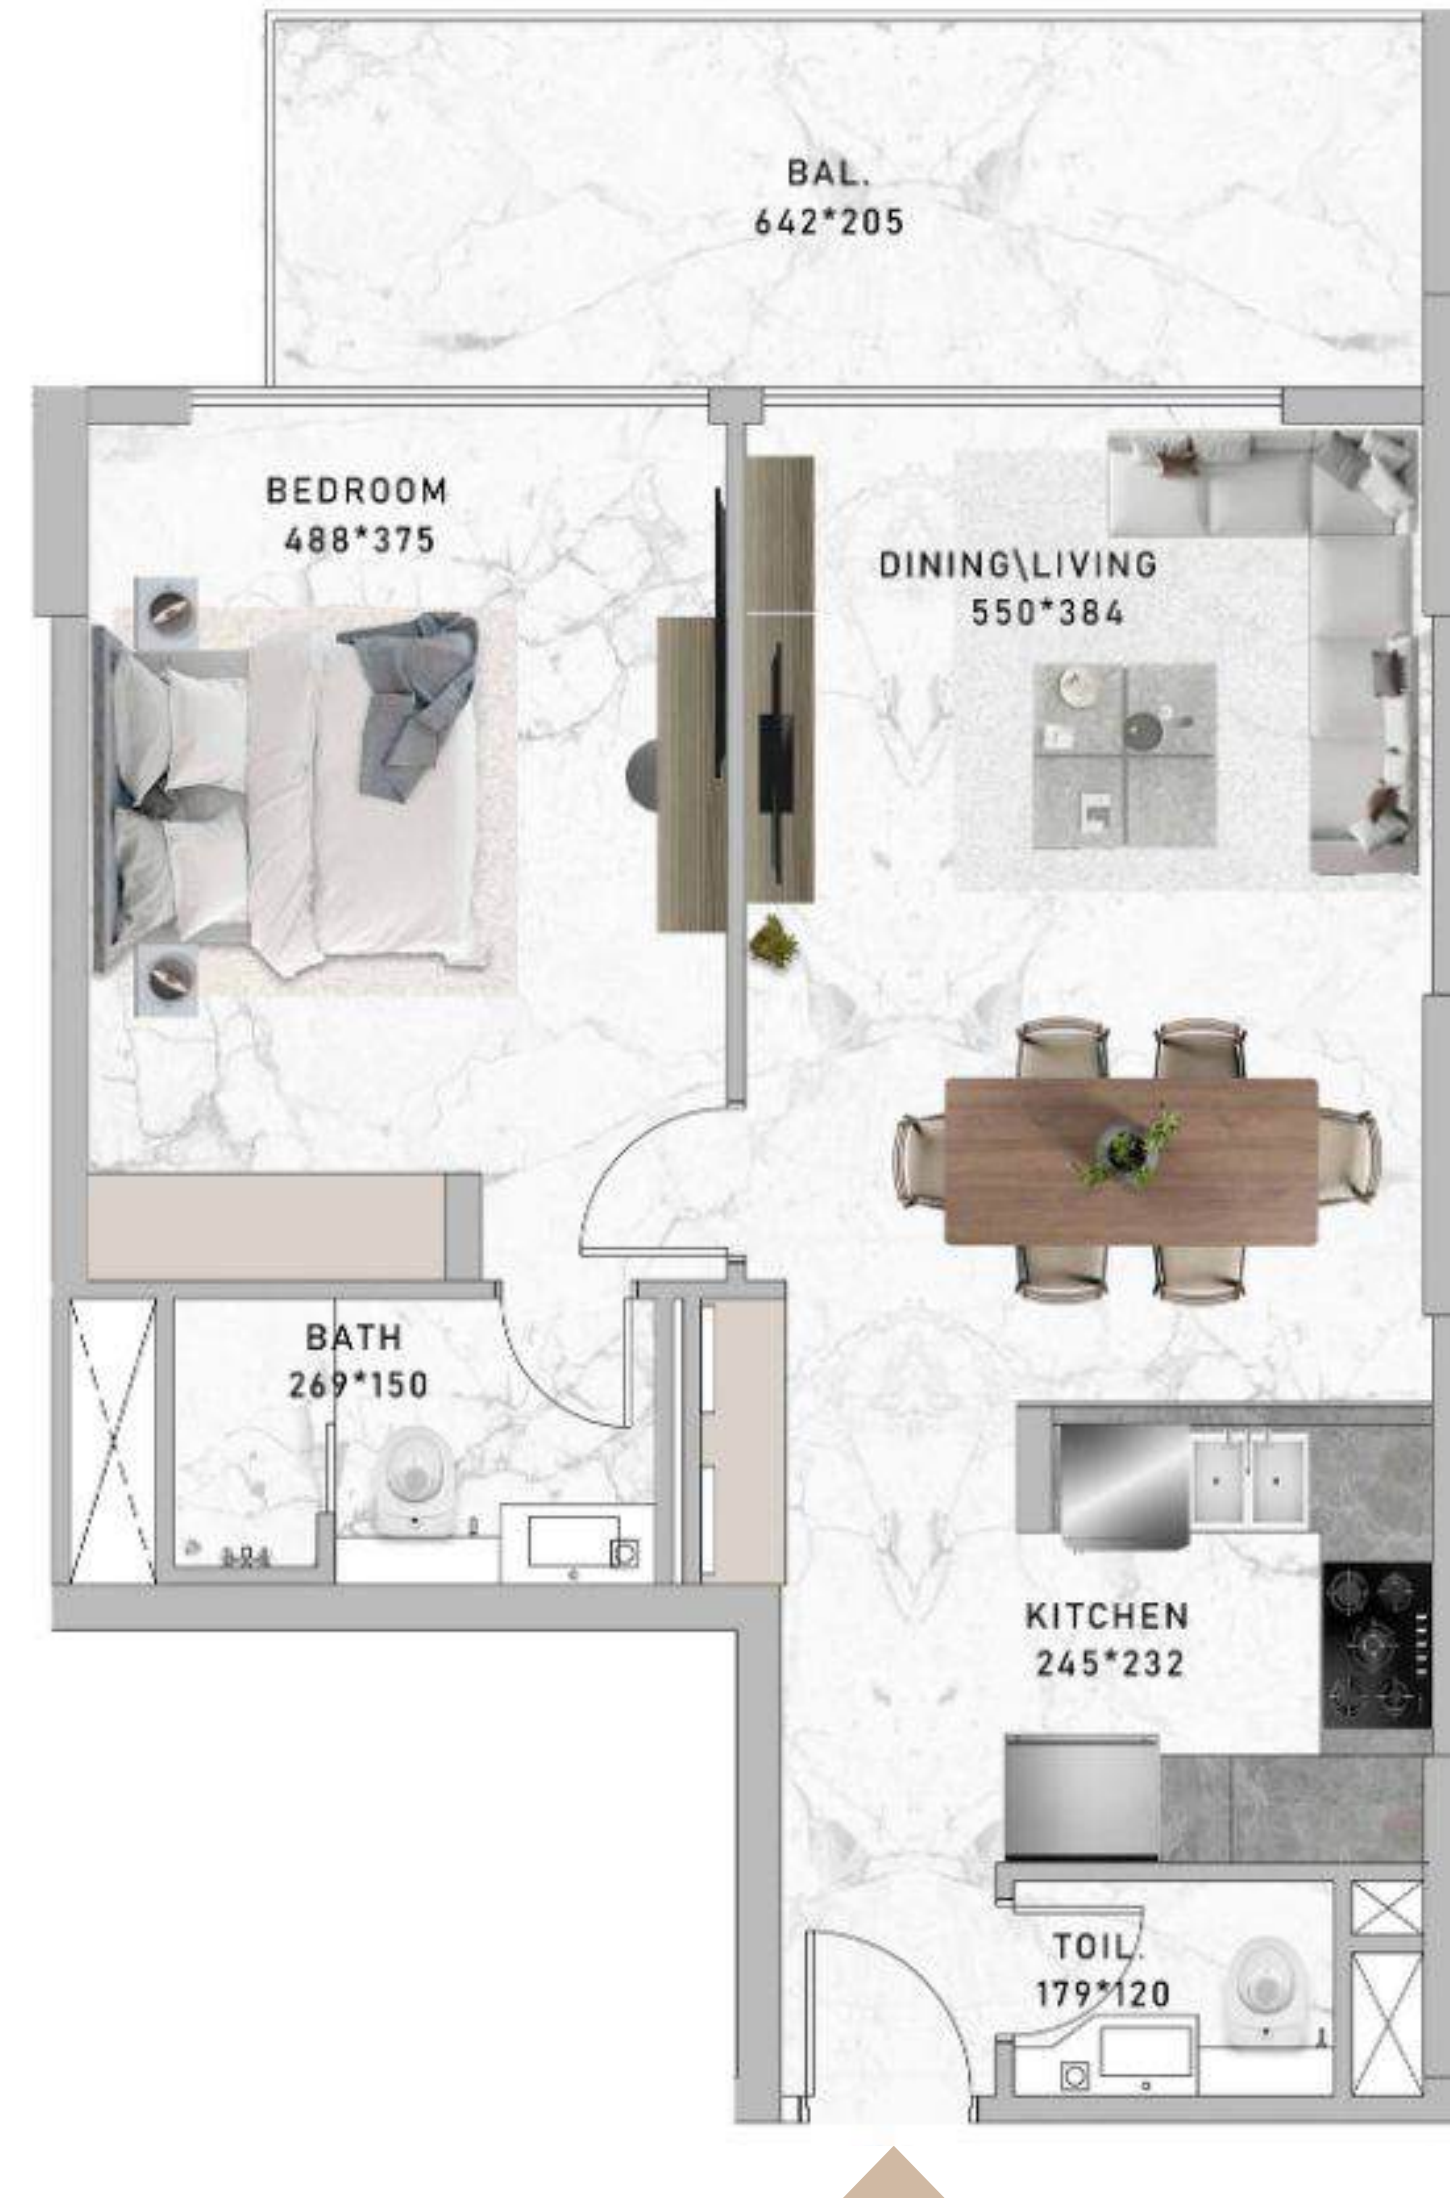 BAL.
642*205
BEDROOM
488*375
DINING\LIVING
550*384
BATH
269*150
KITCHEN
245*232
TOIL.
179*120